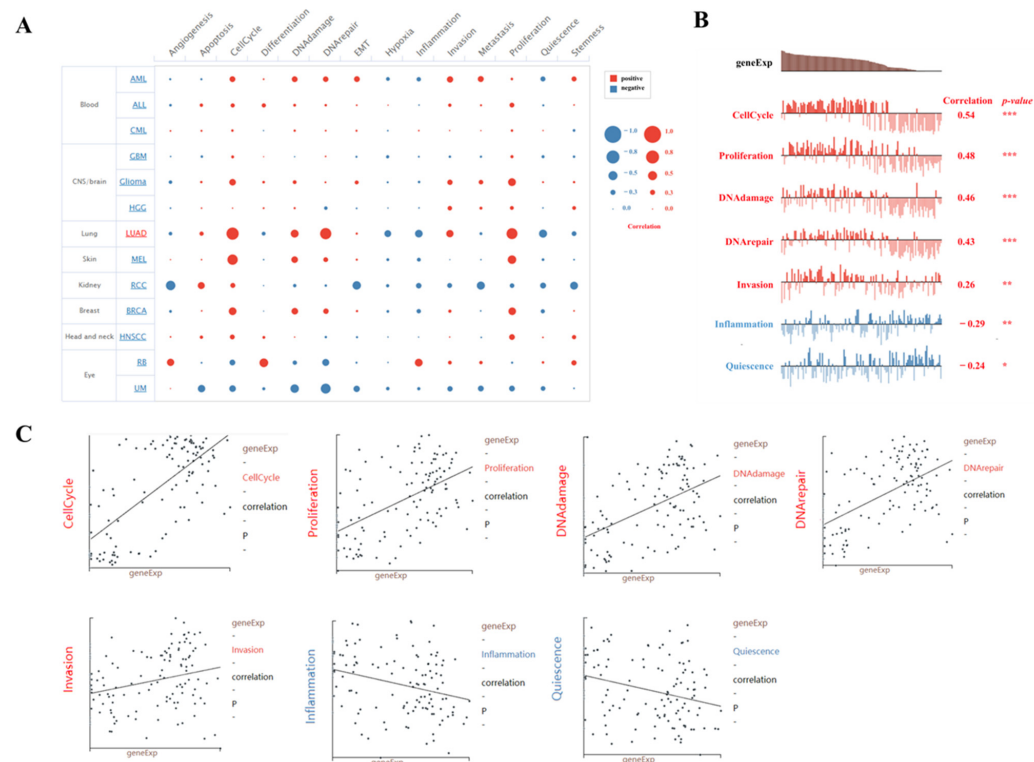 A
Angiogenesis
Apoptosis
CellCycle
Differentiation
DNAdamage
DNArepair
EMT
Hypoxia
Inflammation
Invasion
Metastasis
Proliferation
Quiescence
Stemness
Blood
AML
ALL
CML
CNS/brain
GBM
Glioma
HGG
Lung
LUAD
Skin
MEL
Kidney
RCC
Breast
BRCA
Head and neck
HNSCC
Eye
RB
UM
positive
negative
− 1.0
1.0
− 0.8
0.8
− 0.5
0.5
− 0.3
0.3
0.0
0.0
Correlation
B
geneExp
Correlation p-value
CellCycle 0.54 ***
Proliferation 0.48 ***
DNAdamage 0.46 ***
DNArepair 0.43 ***
Invasion 0.26 **
Inflammation − 0.29 **
Quiescence − 0.24 *
C
CellCycle
geneExp
geneExp
-
CellCycle
-
correlation
-
P
-
Proliferation
geneExp
geneExp
-
Proliferation
-
correlation
-
P
-
DNAdamage
geneExp
geneExp
-
DNAdamage
-
correlation
-
P
-
DNArepair
geneExp
geneExp
-
DNArepair
-
correlation
-
P
-
Invasion
geneExp
geneExp
-
Invasion
-
correlation
-
P
-
Inflammation
geneExp
geneExp
-
Inflammation
-
correlation
-
P
-
Quiescence
geneExp
geneExp
-
Quiescence
-
correlation
-
P
-